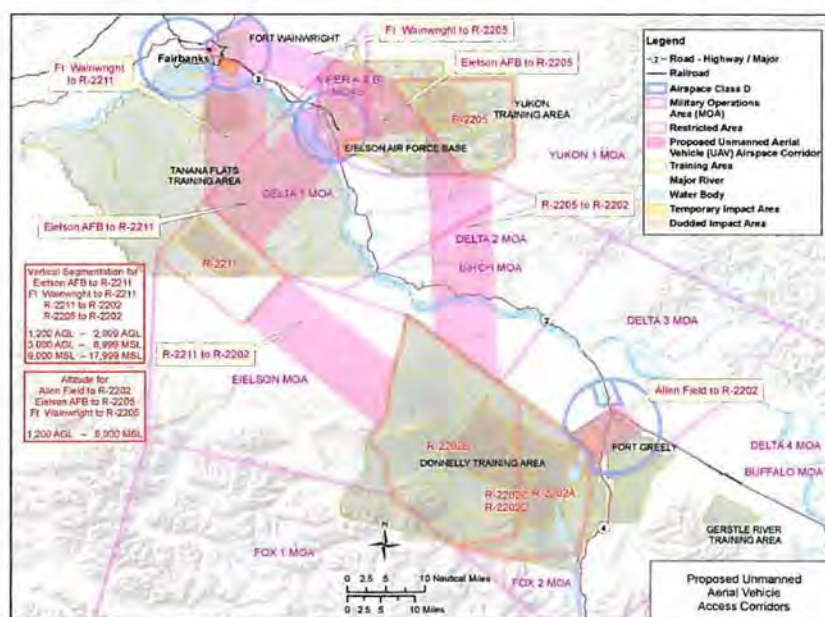 Ft. Wainwright
to R-2211
Fairbanks
FORT WAINWRIGHT
Ft Wainwright to R-2205
Eielson AFB to R-2205
VIPER A & B
MOAS
2
R-2205
YUKON
TRAINING AREA
EIELSON AIR FORCE BASE
YUKON 1 MOA
TANANA FLATS
TRAINING AREA
DELTA 1 MOA
R-2205 to R-2202
Eielson AFB to R-2211
DELTA 2 MOA
BIRCH MOA
R-2211
DELTA 3 MOA
2
R-2211 to R-2202
EIELSON MOA
Allen Field to R-2202
R-2202B
DONNELLY TRAINING AREA
FORT GREELY
DELTA 4 MOA
BUFFALO MOA
R-2202C
R-2202A
R-2202D
4
GERSTLE RIVER
TRAINING AREA
FOX 1 MOA
FOX 2 MOA
N
0 2.5 5 10 Nautical Miles
0 2.5 5 10 Miles
Vertical Segmentation for
Eielson AFB to R-2211
Ft Wainwright to R-2211
R-2211 to R-2202
R-2205 to R-2202
1,200 AGL – 2,999 AGL
3,000 AGL – 8,999 MSL
9,000 MSL – 17,999 MSL
Altitude for
Allen Field to R-2202
Eielson AFB to R-2205
Ft Wainwright to R-2205
1,200 AGL – 9,000 MSL
Legend
2 Road - Highway / Major
Railroad
Airspace Class D
Military Operations
Area (MOA)
Restricted Area
Proposed Unmanned Aerial
Vehicle (UAV) Airspace Corridor
Training Area
Major River
Water Body
Temporary Impact Area
Dudded Impact Area
Proposed Unmanned
Aerial Vehicle
Access Corridors